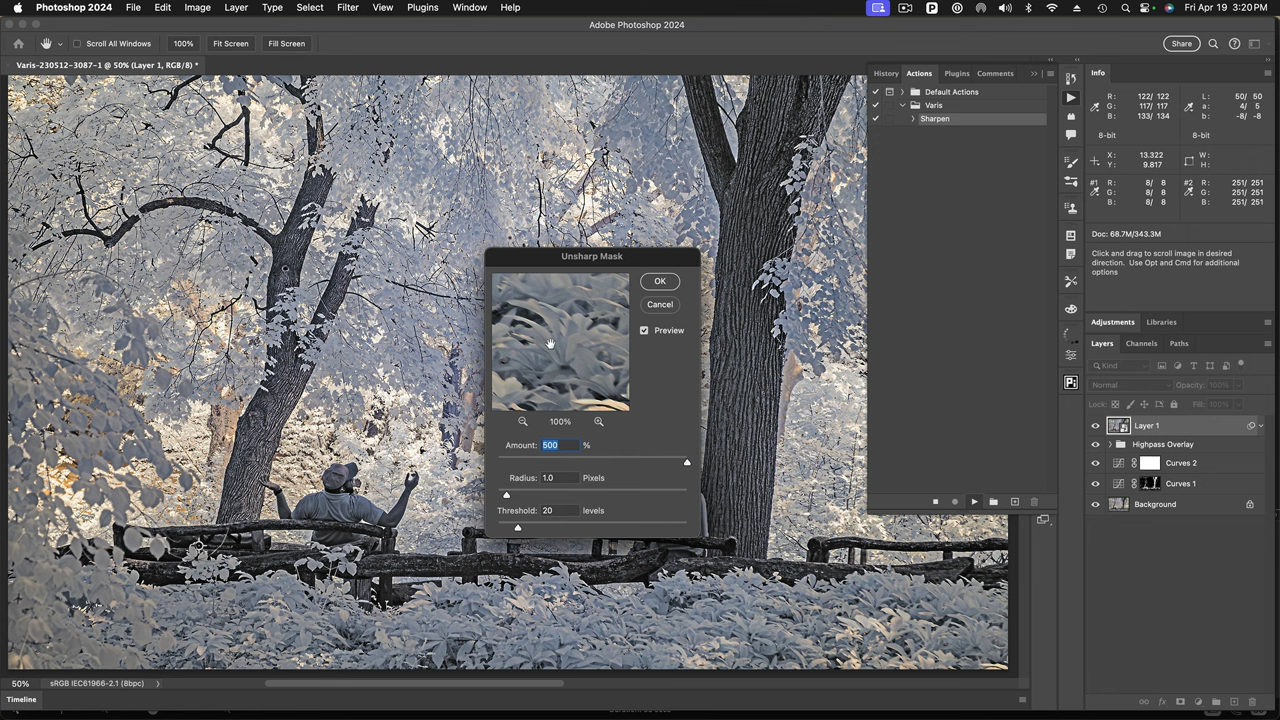 Photoshop 2024 File Edit Image Layer Type Select Filter View Plugins Window Help Fri Apr 19 3:20 PM
Adobe Photoshop 2024
Scroll All Windows 100% Fit Screen Fill Screen Share
Varis-230512-3087-1 @ 50% (Layer 1, RGB/8) *
History Actions Plugins Comments
Default Actions
Varis
Sharpen
Info
R: 122/ 122 L: 50/ 50
G: 117/ 117 a: 4/ 5
B: 133/ 134 b: -8/ -8
8-bit 8-bit
X: 13.322 W:
Y: 9.817 H:
#1 R: 8/ 8 #2 R: 251/ 251
G: 8/ 8 G: 251/ 251
B: 8/ 8 B: 251/ 251
Doc: 68.7M/343.3M
Click and drag to scroll image in desired
direction. Use Opt and Cmd for additional
options
Unsharp Mask
OK
Cancel
Preview
100%
Amount: 500 %
Radius: 1.0 Pixels
Threshold: 20 levels
Adjustments Libraries
Layers Channels Paths
Kind
Normal Opacity: 100%
Lock: Fill: 100%
Layer 1
Highpass Overlay
Curves 2
Curves 1
Background
50% sRGB IEC61966-2.1 (8bpc)
Timeline